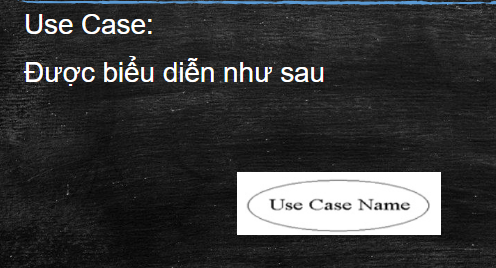 Use Case:
Được biểu diễn như sau
Use Case Name